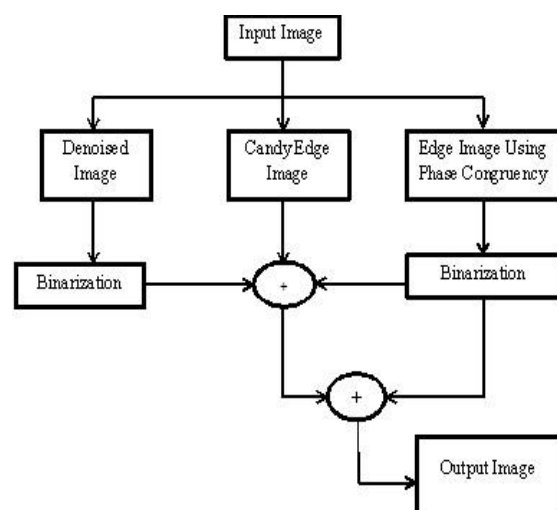 Input Image
Denoised
Image
CandyEdge
Image
Edge Image Using
Phase Congruency
Binarization
+
Binarization
+
Output Image